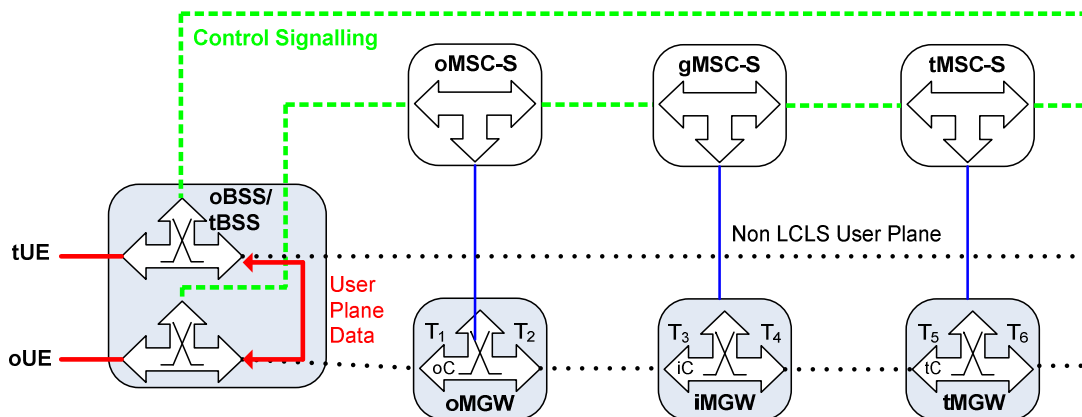 Control Signalling
oMSC-S
gMSC-S
tMSC-S
oBSS/
tBSS
Non LCLS User Plane
tUE
User
Plane
Data
T1
T2
T3
T4
T5
T6
oUE
oC
iC
tC
oMGW
iMGW
tMGW